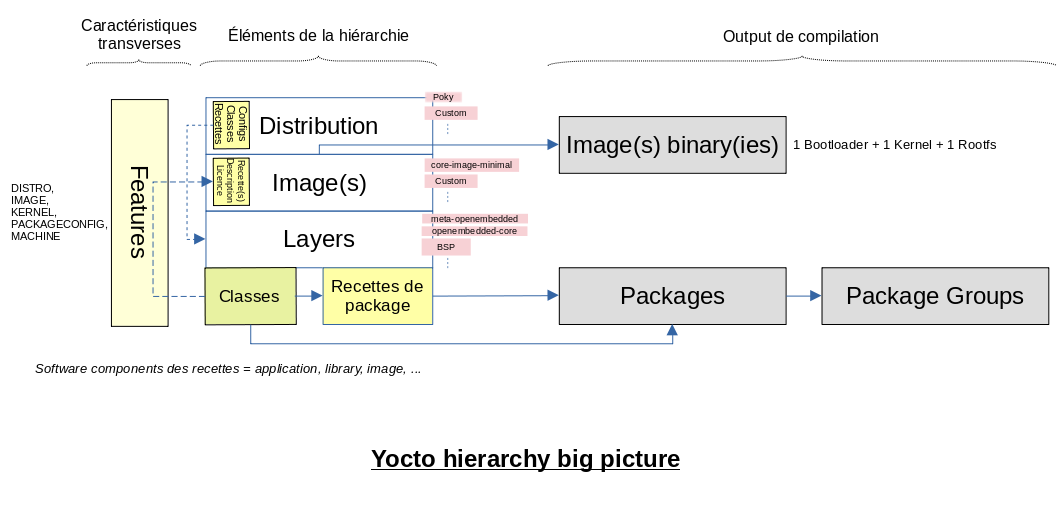 Caractéristiques
transverses
Éléments de la hiérarchie
Output de compilation
DISTRO,
IMAGE,
KERNEL,
PACKAGECONFIG,
MACHINE
Features
Configs
Classes
Recettes
Distribution
Poky
Custom
Recette(s)
Description
Licence
Image(s)
core-image-minimal
Custom
Layers
meta-openembedded
openembedded-core
BSP
Classes
Recettes de
package
Image(s) binary(ies)
1 Bootloader + 1 Kernel + 1 Rootfs
Packages
Package Groups
Software components des recettes = application, library, image, ...
Yocto hierarchy big picture